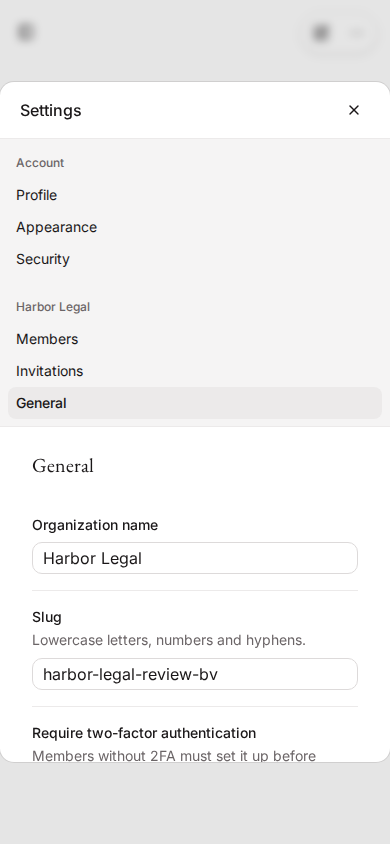 Settings
Account
Profile
Appearance
Security
Harbor Legal
Members
Invitations
General
General
Organization name
Harbor Legal
Slug
Lowercase letters, numbers and hyphens.
harbor-legal-review-bv
Require two-factor authentication
Members without 2FA must set it up before